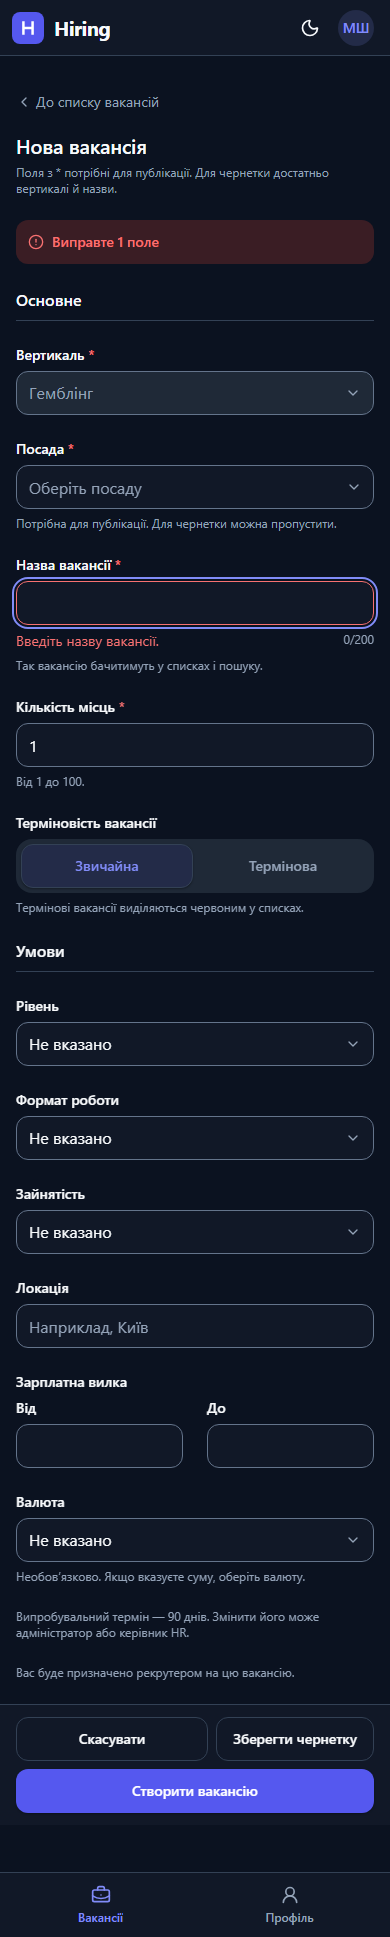 H Hiring МШ
До списку вакансій
Нова вакансія
Поля з * потрібні для публікації. Для чернетки достатньо
вертикалі й назви.
Виправте 1 поле
Основне
Вертикаль *
Гемблінг
Посада *
Оберіть посаду
Потрібна для публікації. Для чернетки можна пропустити.
Назва вакансії *
Введіть назву вакансії. 0/200
Так вакансію бачитимуть у списках і пошуку.
Кількість місць *
1
Від 1 до 100.
Терміновість вакансії
Звичайна Термінова
Термінові вакансії виділяються червоним у списках.
Умови
Рівень
Не вказано
Формат роботи
Не вказано
Зайнятість
Не вказано
Локація
Наприклад, Київ
Зарплатна вилка
Від До
Валюта
Не вказано
Необов'язково. Якщо вказуєте суму, оберіть валюту.
Випробувальний термін — 90 днів. Змінити його може
адміністратор або керівник HR.
Вас буде призначено рекрутером на цю вакансію.
Скасувати Зберегти чернетку
Створити вакансію
Вакансії Профіль